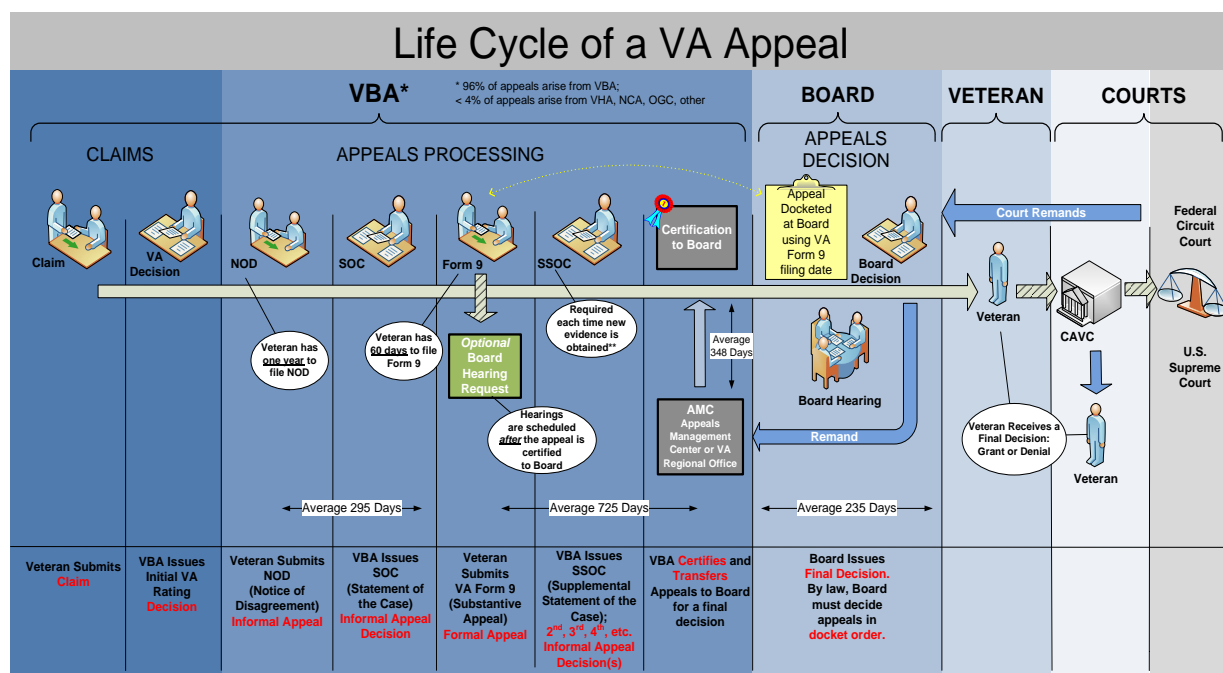 Life Cycle of a VA Appeal
VBA*
* 96% of appeals arise from VBA;
< 4% of appeals arise from VHA, NCA, OGC, other
BOARD
VETERAN
COURTS
CLAIMS
APPEALS PROCESSING
APPEALS
DECISION
Claim
VA
Decision
NOD
SOC
Form 9
SSOC
Certification
to Board
Appeal
Docketed
at Board
using VA
Form 9
filing date
Board
Decision
Court Remands
Federal
Circuit
Court
Veteran has
one year to
file NOD
Veteran has
60 days to file
Form 9
Optional
Board
Hearing
Request
Required
each time new
evidence is
obtained**
Hearings
are scheduled
after the appeal is
certified
to Board
Average
348 Days
AMC
Appeals
Management
Center or VA
Regional Office
Board Hearing
Remand
Veteran
CAVC
U.S.
Supreme
Court
Veteran Receives a
Final Decision:
Grant or Denial
Veteran
Average 295 Days
Average 725 Days
Average 235 Days
Veteran Submits
Claim
VBA Issues
Initial VA
Rating
Decision
Veteran Submits
NOD
(Notice of
Disagreement)
Informal Appeal
VBA Issues
SOC
(Statement of
the Case)
Informal Appeal
Decision
Veteran
Submits
VA Form 9
(Substantive
Appeal)
Formal Appeal
VBA Issues
SSOC
(Supplemental
Statement of the
Case);
2nd, 3rd, 4th, etc.
Informal Appeal
Decision(s)
VBA Certifies and
Transfers
Appeals to Board
for a final
decision
Board Issues
Final Decision.
By law, Board
must decide
appeals in
docket order.